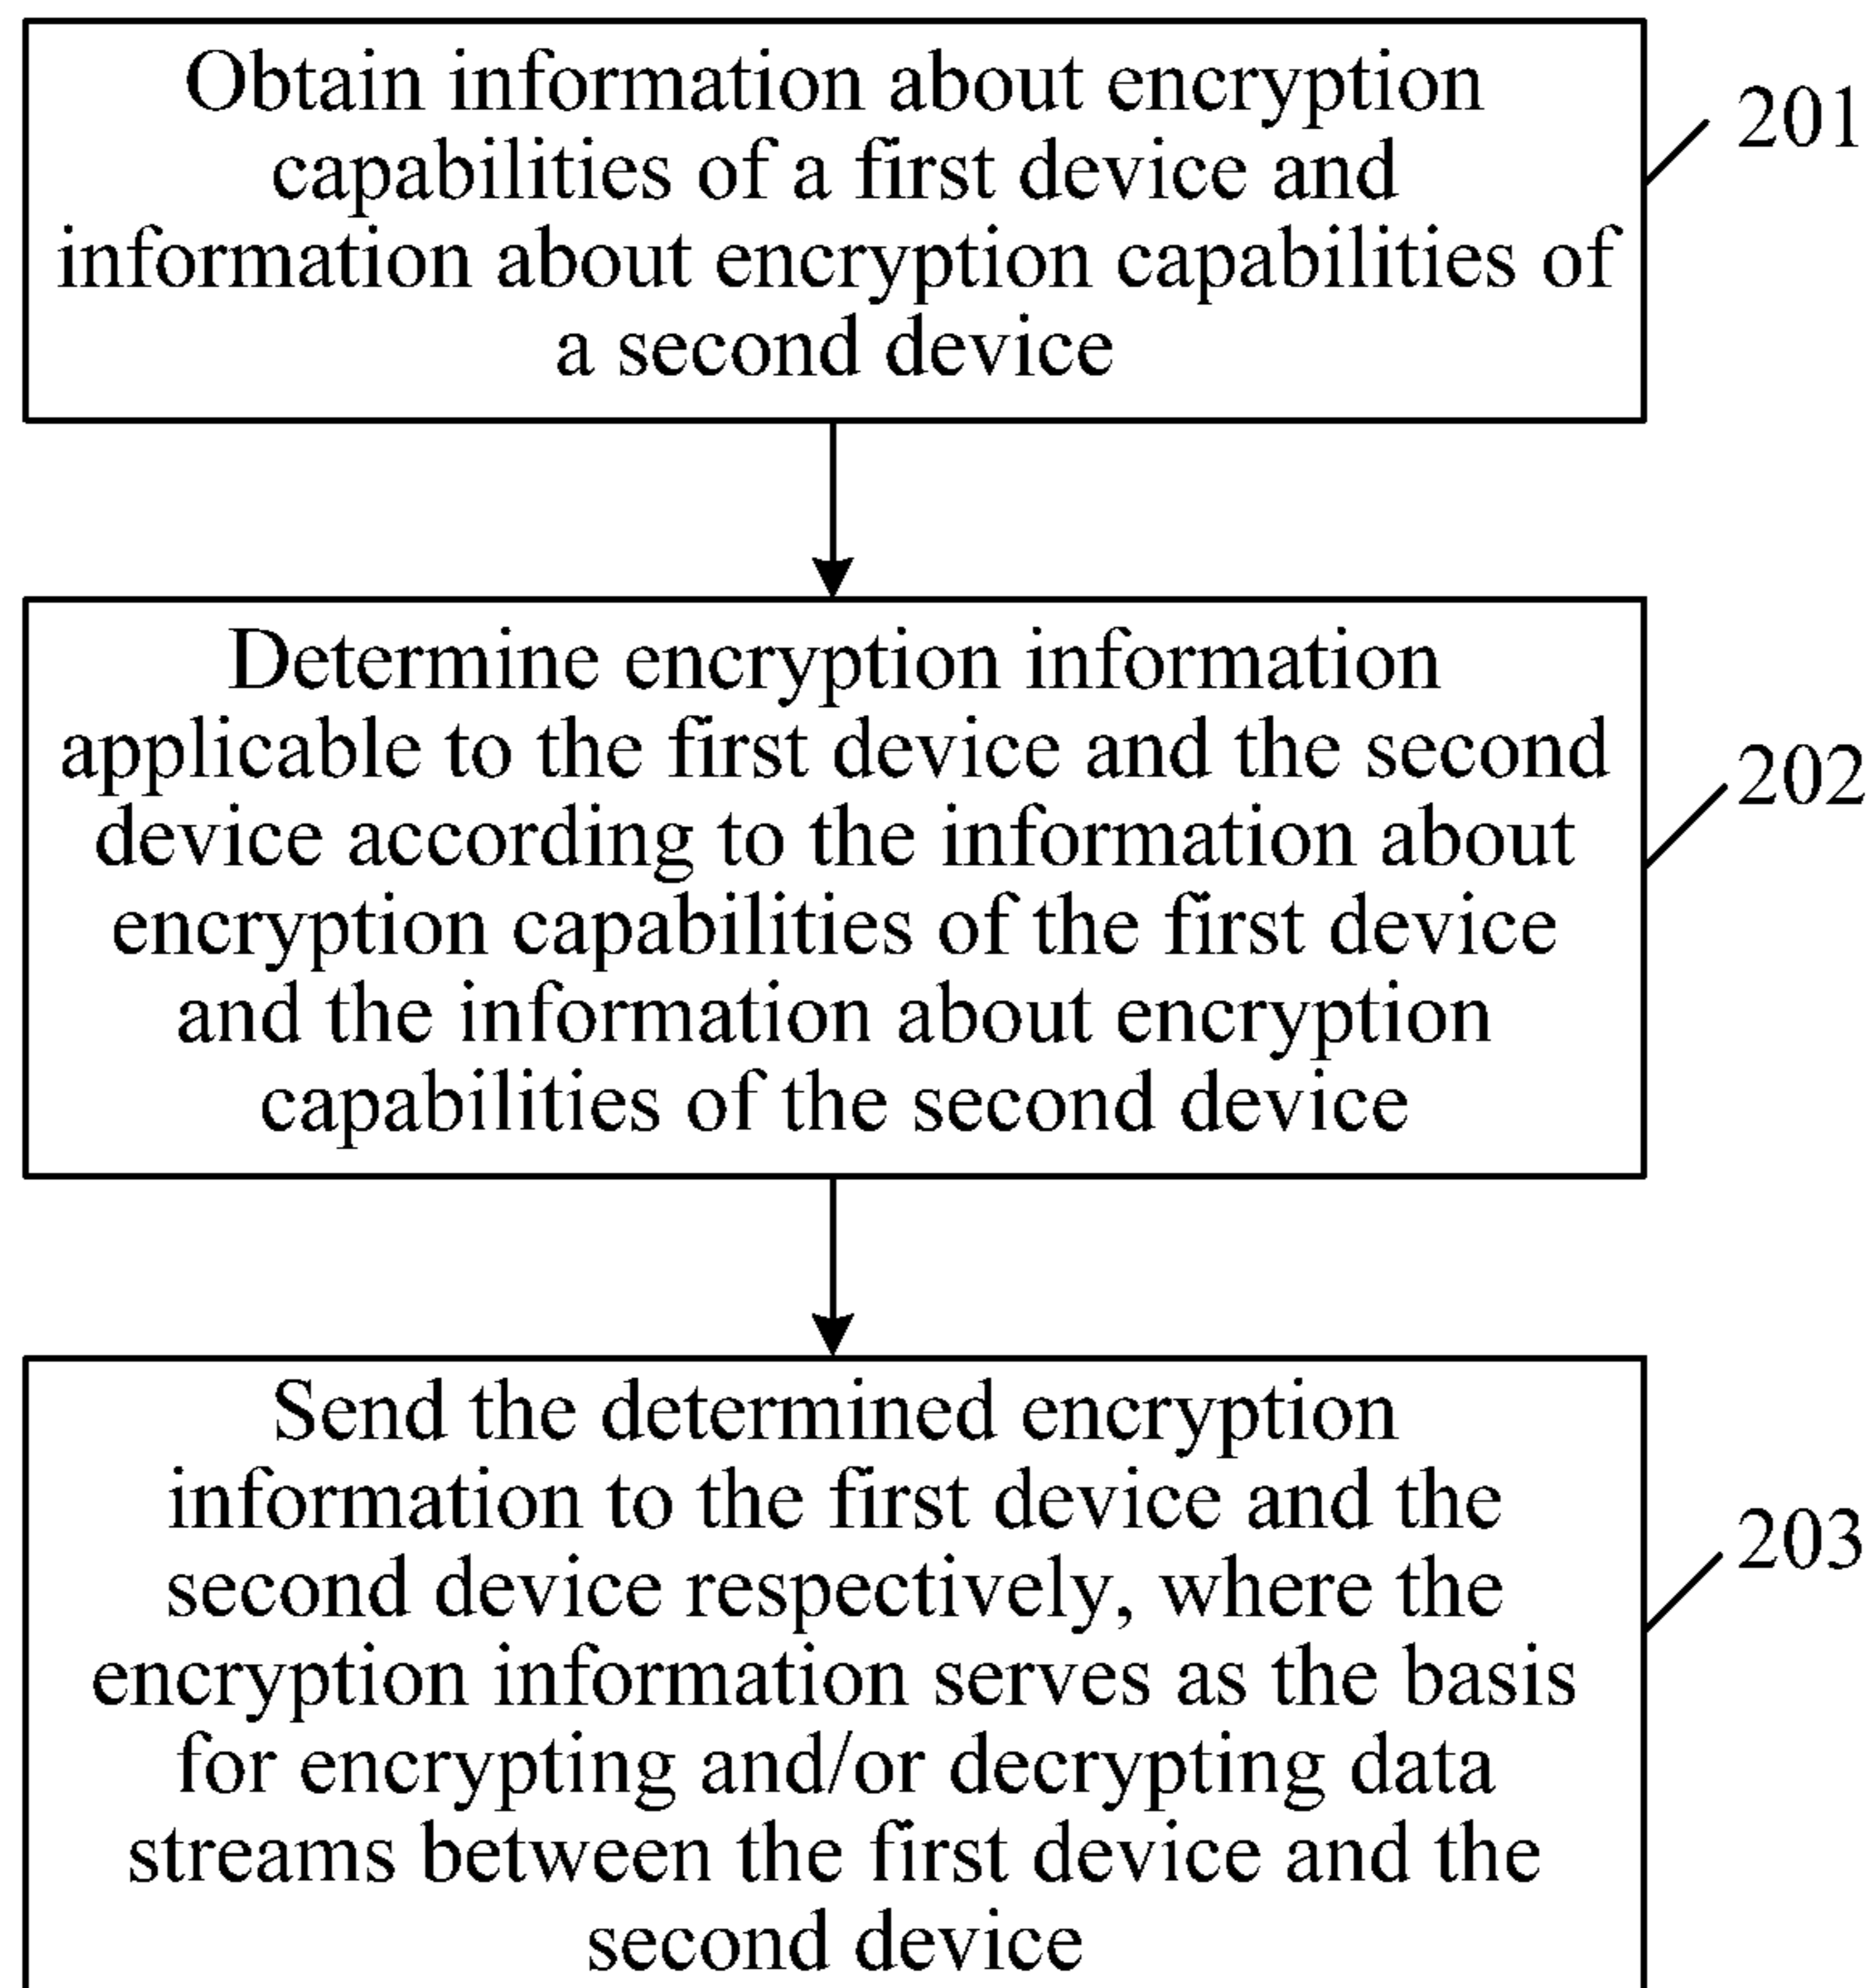 Obtain information about encryption
capabilities of a first device and
information about encryption capabilities of
a second device
201
Determine encryption information
applicable to the first device and the second
device according to the information about
encryption capabilities of the first device
and the information about encryption
capabilities of the second device
202
Send the determined encryption
information to the first device and the
second device respectively, where the
encryption information serves as the basis
for encrypting and/or decrypting data
streams between the first device and the
second device
203